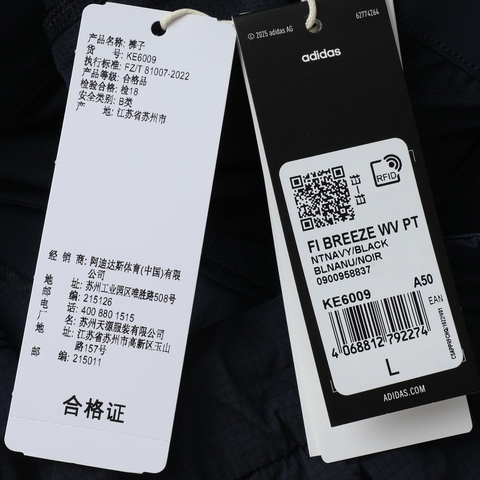 产品名称: 裤子
货 号: KE6009
执行标准: FZ/T 81007-2022
产品等级: 合格品
检验合格: 检18
安全类别: B类
产 地: 江苏省苏州市
经 销 商: 阿迪达斯体育(中国)有限
公司
地 址: 苏州工业园区唯胜路508号
邮 编: 215126
电 话: 400 880 1515
厂 名: 苏州天源服装有限公司
地 址: 江苏省苏州市高新区玉山
路157号
邮 编: 215011
合格证
© 2025 adidas AG
62774264
adidas
RFID
FI BREEZE WV PT
NTNAVY/BLACK
BLNANU/NOIR
0900958837
KE6009
A50
EAN
4 068812 792274
L
ADIDAS.COM